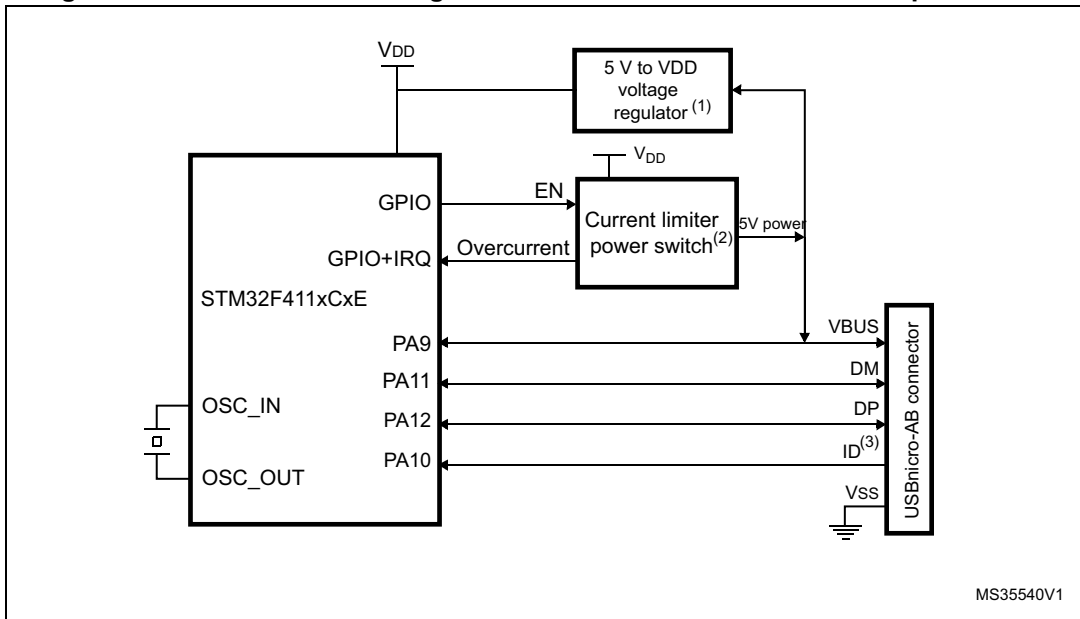 VDD
5 V to VDD
voltage
regulator (1)
VDD
GPIO
EN
Current limiter
power switch(2)
5V power
GPIO+IRQ
Overcurrent
STM32F411xCxE
PA9
VBUS
PA11
DM
OSC_IN
PA12
DP
PA10
ID(3)
OSC_OUT
VSS
USBnicro-AB connector
MS35540V1